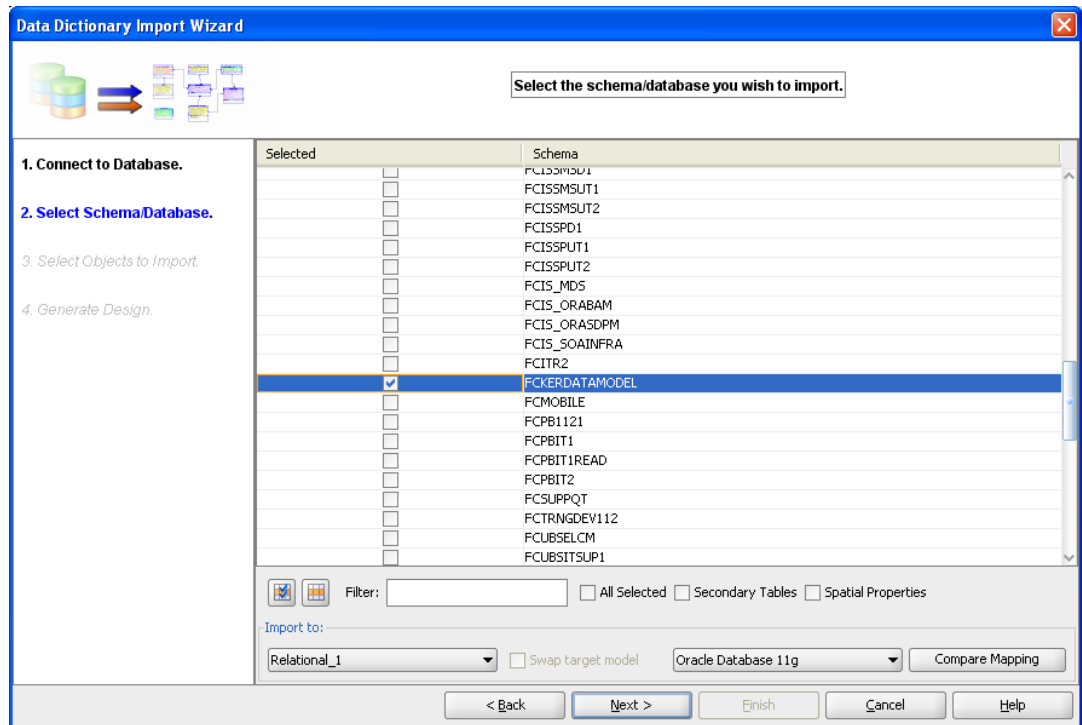 Data Dictionary Import Wizard
Select the schema/database you wish to import.
1. Connect to Database.
2. Select Schema/Database.
3. Select Objects to Import.
4. Generate Design.
Selected Schema
FCISSMSD1
FCISSMSUT1
FCISSMSUT2
FCISSPD1
FCISSPUT1
FCISSPUT2
FCIS_MDS
FCIS_ORABAM
FCIS_ORASDPM
FCIS_SOAINFRA
FCITR2
FCKERDATAMODEL
FCMOBILE
FCPB1121
FCPBIT1
FCPBIT1READ
FCPBIT2
FCSUPPQT
FCTRNGDEV112
FCUBSELCM
FCUBSITSUP1
Filter: All Selected Secondary Tables Spatial Properties
Import to:
Relational_1 Swap target model Oracle Database 11g Compare Mapping
< Back Next > Finish Cancel Help